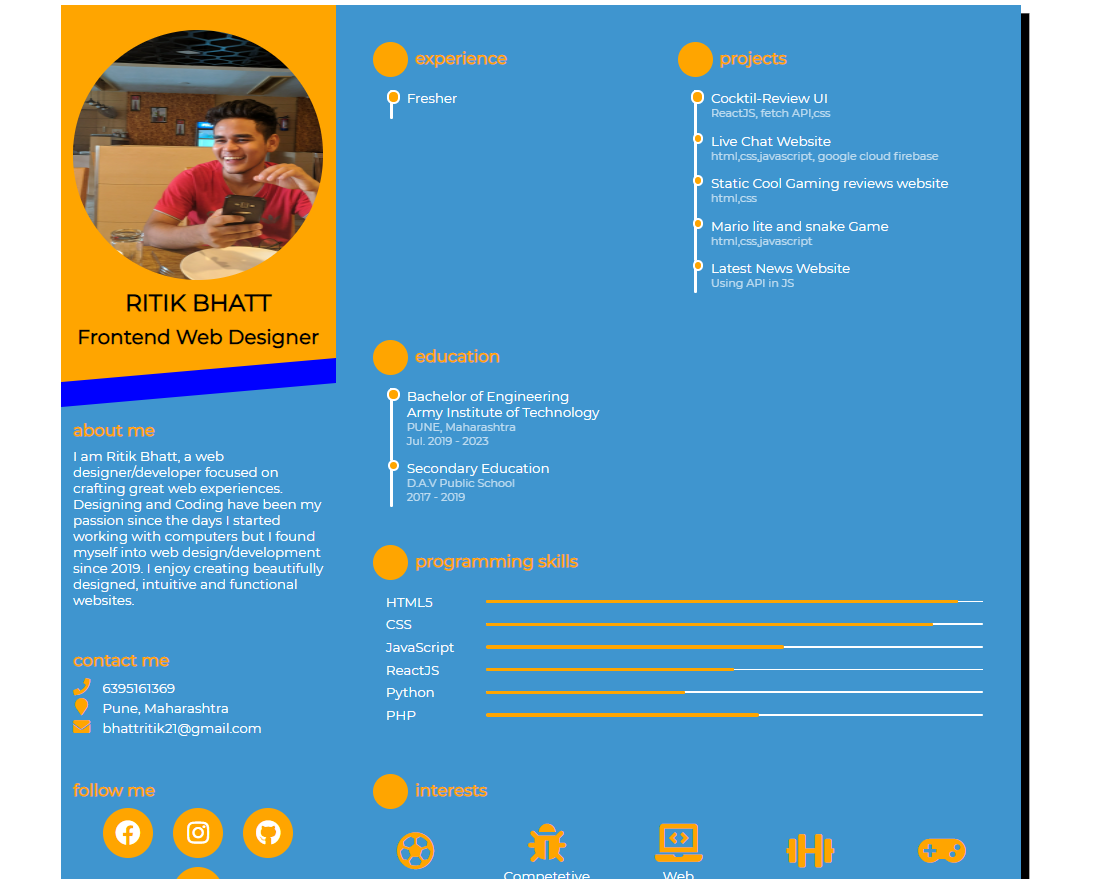 RITIK BHATT
Frontend Web Designer
about me
I am Ritik Bhatt, a web
designer/developer focused on
crafting great web experiences.
Designing and Coding have been my
passion since the days I started
working with computers but I found
myself into web design/development
since 2019. I enjoy creating beautifully
designed, intuitive and functional
websites.
contact me
6395161369
Pune, Maharashtra
bhattritik21@gmail.com
follow me
experience
Fresher
projects
Cocktil-Review UI
ReactJS, fetch API,css
Live Chat Website
html,css,javascript, google cloud firebase
Static Cool Gaming reviews website
html,css
Mario lite and snake Game
html,css,javascript
Latest News Website
Using API in JS
education
Bachelor of Engineering
Army Institute of Technology
PUNE, Maharashtra
Jul. 2019 - 2023
Secondary Education
D.A.V Public School
2017 - 2019
programming skills
HTML5
CSS
JavaScript
ReactJS
Python
PHP
interests
Competetive
Web